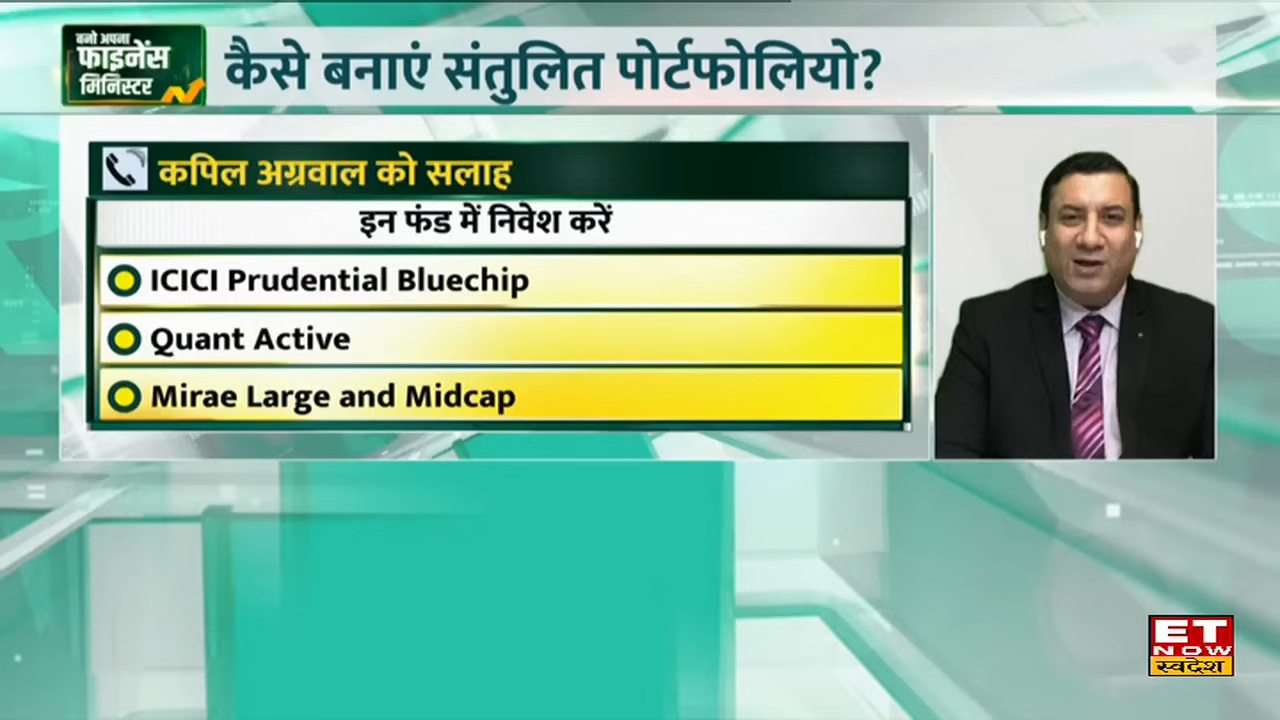 बनो अपना
फाइनेंस
मिनिस्टर
कैसे बनाएं संतुलित पोर्टफोलियो?
कपिल अग्रवाल को सलाह
इन फंड में निवेश करें
ICICI Prudential Bluechip
Quant Active
Mirae Large and Midcap
ET
NOW
स्वदेश